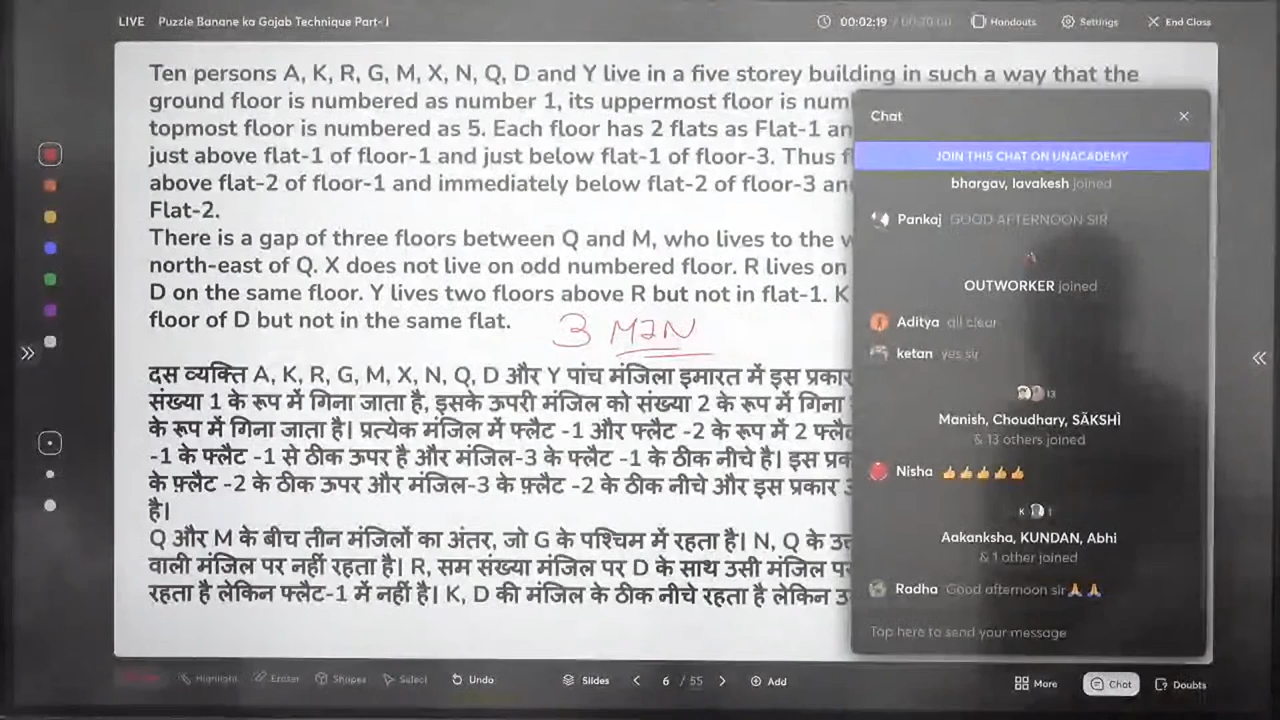 LIVE Puzzle Banane ka Gajab Technique Part- I
00:02:19 Handouts Settings End Class
Ten persons A, K, R, G, M, X, N, Q, D and Y live in a five storey building in such a way that the
ground floor is numbered as number 1, its uppermost floor is num
topmost floor is numbered as 5. Each floor has 2 flats as Flat-1 an
just above flat-1 of floor-1 and just below flat-1 of floor-3. Thus f
above flat-2 of floor-1 and immediately below flat-2 of floor-3 an
Flat-2.
There is a gap of three floors between Q and M, who lives to the w
north-east of Q. X does not live on odd numbered floor. R lives on
D on the same floor. Y lives two floors above R but not in flat-1. K
floor of D but not in the same flat.
3 MIN
दस व्यक्ति A, K, R, G, M, X, N, Q, D और Y पांच मंजिला इमारत में इस प्रकार
संख्या 1 के रूप में गिना जाता है, इसके ऊपरी मंजिल को संख्या 2 के रूप में गिना
के रूप में गिना जाता है। प्रत्येक मंजिल में फ्लैट -1 और फ्लैट -2 के रूप में 2 फ्लै
-1 के फ्लैट -1 से ठीक ऊपर है और मंजिल-3 के फ्लैट -1 के ठीक नीचे है। इस प्रक
के फ़्लैट -2 के ठीक ऊपर और मंजिल-3 के फ़्लैट -2 के ठीक नीचे और इस प्रकार
है।
Q और M के बीच तीन मंजिलों का अंतर, जो G के पश्चिम में रहता है। N, Q के उत्त
वाली मंजिल पर नहीं रहता है। R, सम संख्या मंजिल पर D के साथ उसी मंजिल पर
रहता है लेकिन फ्लैट-1 में नहीं है। K, D की मंजिल के ठीक नीचे रहता है लेकिन
Chat
JOIN THIS CHAT ON UNACADEMY
bhargav, lavakesh joined
Pankaj GOOD AFTERNOON SIR
OUTWORKER joined
Aditya all clear
ketan yes sir
13
Manish, Choudhary, SÄKSHÌ
& 13 others joined
Nisha 👍👍👍👍👍
K 1
Aakanksha, KUNDAN, Abhi
& 1 other joined
Radha Good afternoon sir🙏🙏
Tap here to send your message
Highlight Eraser Shapes Select Undo Slides 6 / 55 Add More Chat Doubts